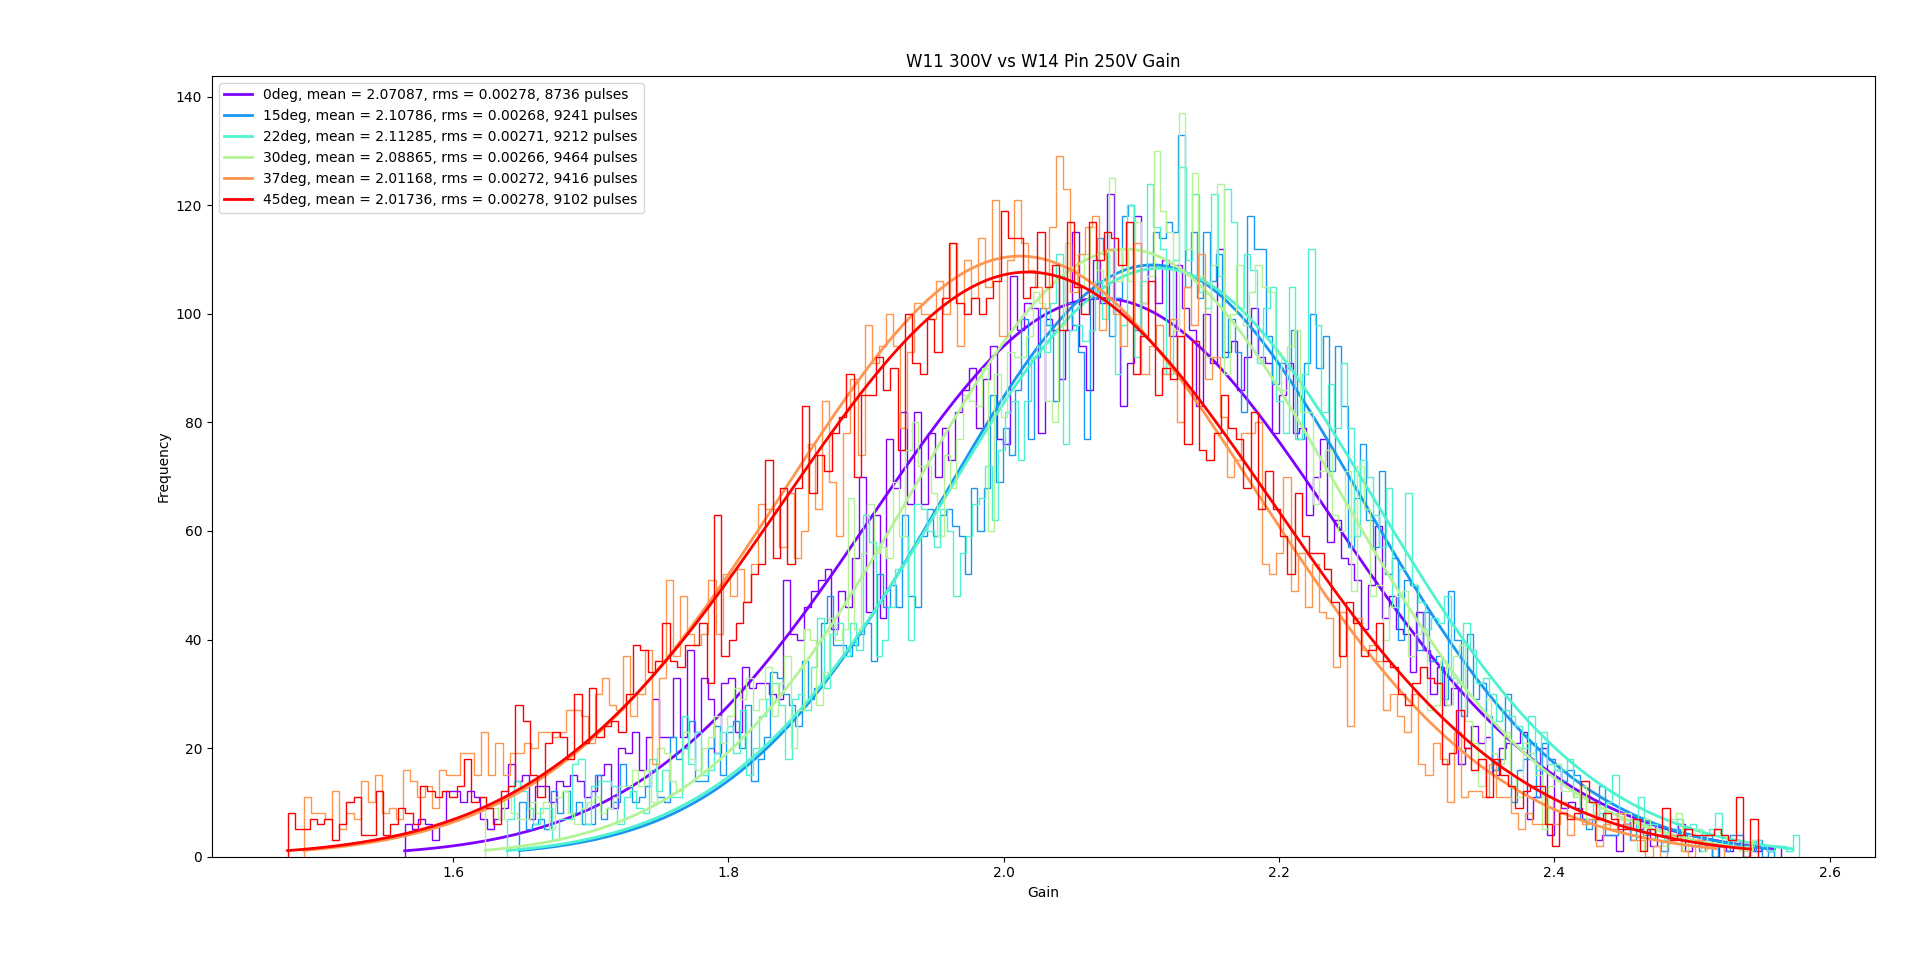 W11 300V vs W14 Pin 250V Gain
0deg, mean = 2.07087, rms = 0.00278, 8736 pulses
15deg, mean = 2.10786, rms = 0.00268, 9241 pulses
22deg, mean = 2.11285, rms = 0.00271, 9212 pulses
30deg, mean = 2.08865, rms = 0.00266, 9464 pulses
37deg, mean = 2.01168, rms = 0.00272, 9416 pulses
45deg, mean = 2.01736, rms = 0.00278, 9102 pulses
140
120
100
80
60
40
20
0
Frequency
1.6 1.8 2.0 2.2 2.4 2.6
Gain